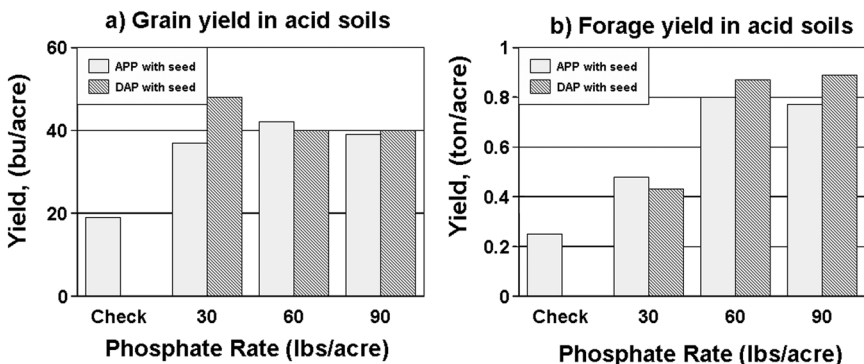 a) Grain yield in acid soils
Yield, (bu/acre)
60
40
20
0
APP with seed
DAP with seed
Check 30 60 90
Phosphate Rate (lbs/acre)
b) Forage yield in acid soils
Yield, (ton/acre)
1
0.8
0.6
0.4
0.2
0
APP with seed
DAP with seed
Check 30 60 90
Phosphate Rate (lbs/acre)